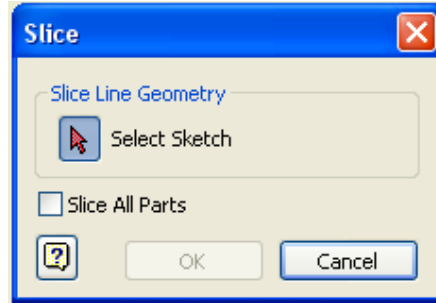 Slice
Slice Line Geometry
Select Sketch
Slice All Parts
?
OK
Cancel